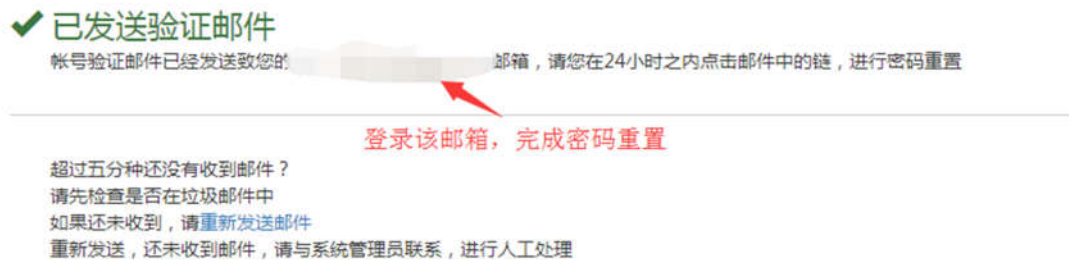 已发送验证邮件
帐号验证邮件已经发送致您的 邮箱，请您在24小时之内点击邮件中的链，进行密码重置
登录该邮箱，完成密码重置
超过五分种还没有收到邮件？
请先检查是否在垃圾邮件中
如果还未收到，请重新发送邮件
重新发送，还未收到邮件，请与系统管理员联系，进行人工处理